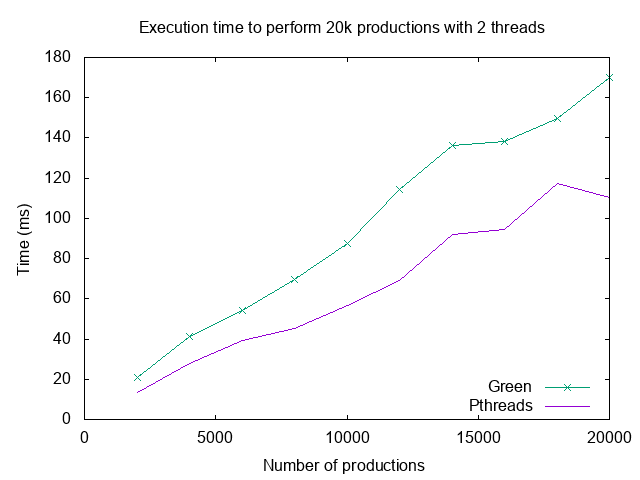 Execution time to perform 20k productions with 2 threads
180
160
140
120
100
80
60
40
20
0
Time (ms)
0 5000 10000 15000 20000
Number of productions
Green
Pthreads